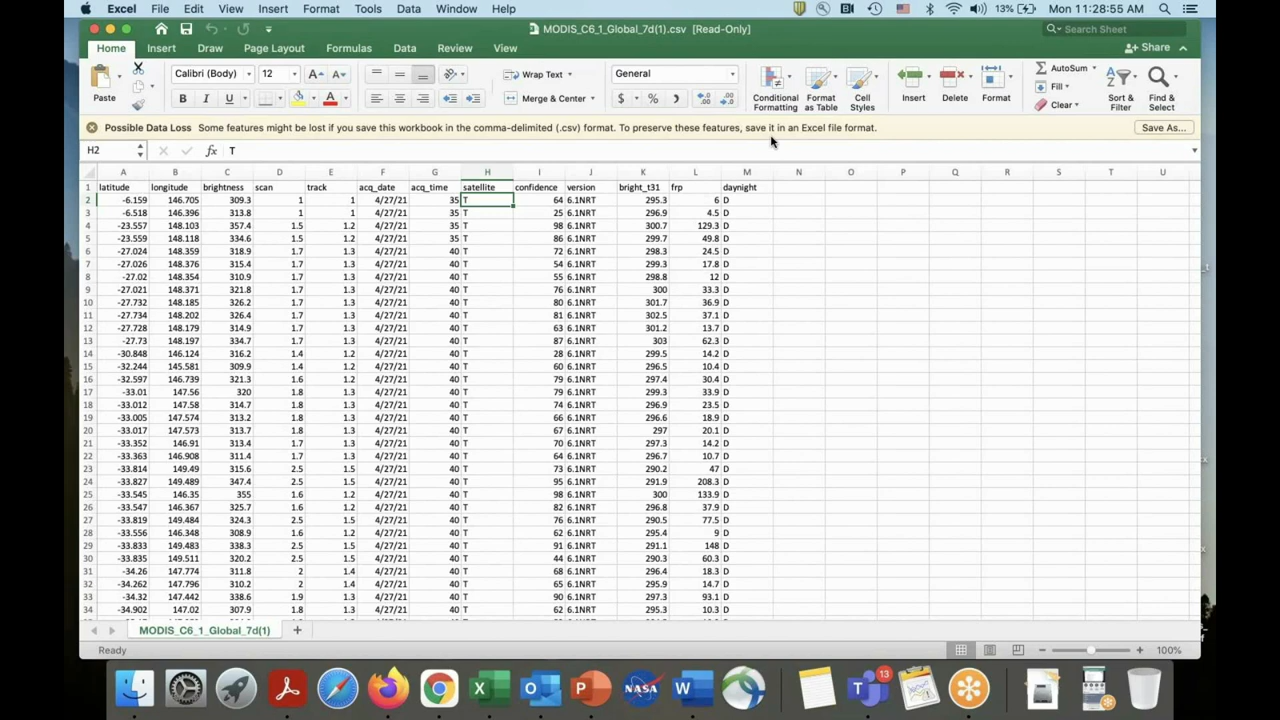 Excel File Edit View Insert Format Tools Data Window Help 13% Mon 11:28:55 AM
MODIS_C6_1_Global_7d(1).csv [Read-Only] Search Sheet
Home Insert Draw Page Layout Formulas Data Review View Share
Paste Calibri (Body) 12 Wrap Text General Conditional Formatting Format as Table Cell Styles Insert Delete Format AutoSum Fill Clear Sort & Filter Find & Select
B I U Merge & Center $ %
Possible Data Loss Some features might be lost if you save this workbook in the comma-delimited (.csv) format. To preserve these features, save it in an Excel file format. Save As...
H2 fx T
A B C D E F G H I J K L M N O P Q R S T U
1 latitude longitude brightness scan track acq_date acq_time satellite confidence version bright_t31 frp daynight
2 -6.159 146.705 309.3 1 1 4/27/21 35 T 64 6.1NRT 295.3 6 D
3 -6.518 146.396 313.8 1 1 4/27/21 35 T 25 6.1NRT 296.9 4.5 D
4 -23.557 148.103 357.4 1.5 1.2 4/27/21 35 T 98 6.1NRT 300.7 129.3 D
5 -23.559 148.118 334.6 1.5 1.2 4/27/21 35 T 86 6.1NRT 299.7 49.8 D
6 -27.024 148.359 318.9 1.7 1.3 4/27/21 40 T 72 6.1NRT 298.3 24.5 D
7 -27.026 148.376 315.4 1.7 1.3 4/27/21 40 T 54 6.1NRT 299.3 17.8 D
8 -27.02 148.354 310.9 1.7 1.3 4/27/21 40 T 55 6.1NRT 298.8 12 D
9 -27.021 148.371 321.8 1.7 1.3 4/27/21 40 T 76 6.1NRT 300 33.3 D
10 -27.732 148.185 326.2 1.7 1.3 4/27/21 40 T 80 6.1NRT 301.7 36.9 D
11 -27.734 148.202 326.4 1.7 1.3 4/27/21 40 T 81 6.1NRT 302.5 37.1 D
12 -27.728 148.179 314.9 1.7 1.3 4/27/21 40 T 63 6.1NRT 301.2 13.7 D
13 -27.73 148.197 334.7 1.7 1.3 4/27/21 40 T 87 6.1NRT 303 62.3 D
14 -30.848 146.124 316.2 1.4 1.2 4/27/21 40 T 28 6.1NRT 299.5 14.2 D
15 -32.244 145.581 309.9 1.4 1.2 4/27/21 40 T 60 6.1NRT 296.5 10.4 D
16 -32.597 146.739 321.3 1.6 1.2 4/27/21 40 T 79 6.1NRT 297.4 30.4 D
17 -33.01 147.56 320 1.8 1.3 4/27/21 40 T 79 6.1NRT 299.3 33.9 D
18 -33.012 147.58 314.7 1.8 1.3 4/27/21 40 T 74 6.1NRT 296.9 23.5 D
19 -33.005 147.574 313.2 1.8 1.3 4/27/21 40 T 66 6.1NRT 296.6 18.9 D
20 -33.017 147.573 313.7 1.8 1.3 4/27/21 40 T 67 6.1NRT 297 20.1 D
21 -33.352 146.91 313.4 1.7 1.3 4/27/21 40 T 70 6.1NRT 297.3 14.2 D
22 -33.363 146.908 311.4 1.7 1.3 4/27/21 40 T 64 6.1NRT 296.7 10.7 D
23 -33.814 149.49 315.6 2.5 1.5 4/27/21 40 T 73 6.1NRT 290.2 47 D
24 -33.827 149.489 347.4 2.5 1.5 4/27/21 40 T 95 6.1NRT 291.9 208.3 D
25 -33.545 146.35 355 1.6 1.2 4/27/21 40 T 98 6.1NRT 300 133.9 D
26 -33.547 146.367 325.7 1.6 1.2 4/27/21 40 T 82 6.1NRT 296.8 37.9 D
27 -33.819 149.484 324.3 2.5 1.5 4/27/21 40 T 76 6.1NRT 290.5 77.5 D
28 -33.556 146.348 308.9 1.6 1.2 4/27/21 40 T 62 6.1NRT 295.4 9 D
29 -33.833 149.483 338.3 2.5 1.5 4/27/21 40 T 91 6.1NRT 291.1 148 D
30 -33.835 149.511 320.2 2.5 1.5 4/27/21 40 T 44 6.1NRT 290.3 60.3 D
31 -34.26 147.774 311.8 2 1.4 4/27/21 40 T 68 6.1NRT 296.4 18.3 D
32 -34.262 147.796 310.2 2 1.4 4/27/21 40 T 65 6.1NRT 295.9 14.7 D
33 -34.32 147.442 338.6 1.9 1.3 4/27/21 40 T 90 6.1NRT 297.3 93.1 D
34 -34.902 147.02 307.9 1.8 1.3 4/27/21 40 T 62 6.1NRT 295.3 10.3 D
MODIS_C6_1_Global_7d(1)
Ready 100%
NASA 13